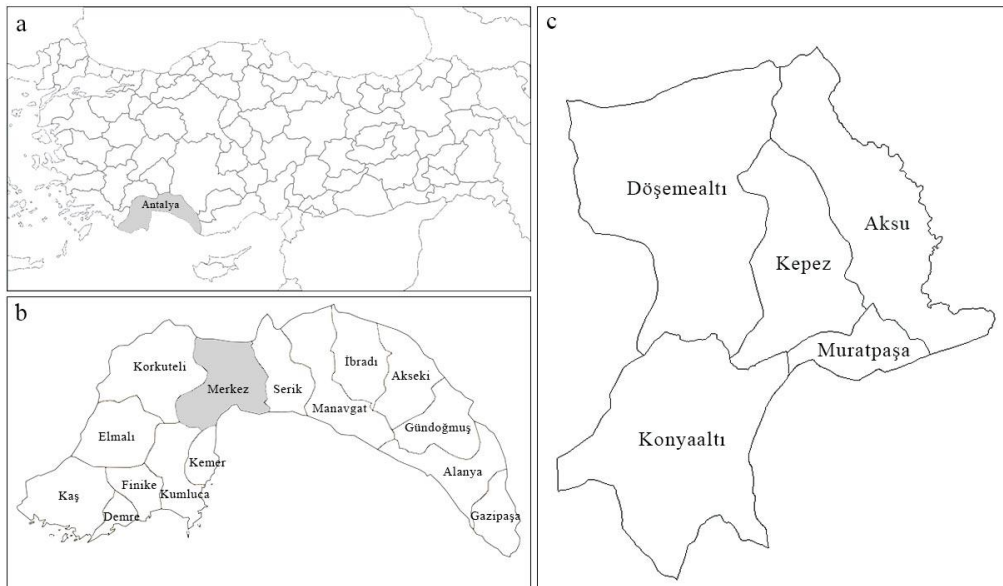 a
Antalya
b
Korkuteli
Merkez
Serik
İbradı
Akseki
Manavgat
Gündoğmuş
Elmalı
Kemer
Alanya
Kaş
Finike
Kumluca
Demre
Gazipaşa
c
Döşemealtı
Aksu
Kepez
Muratpaşa
Konyaaltı